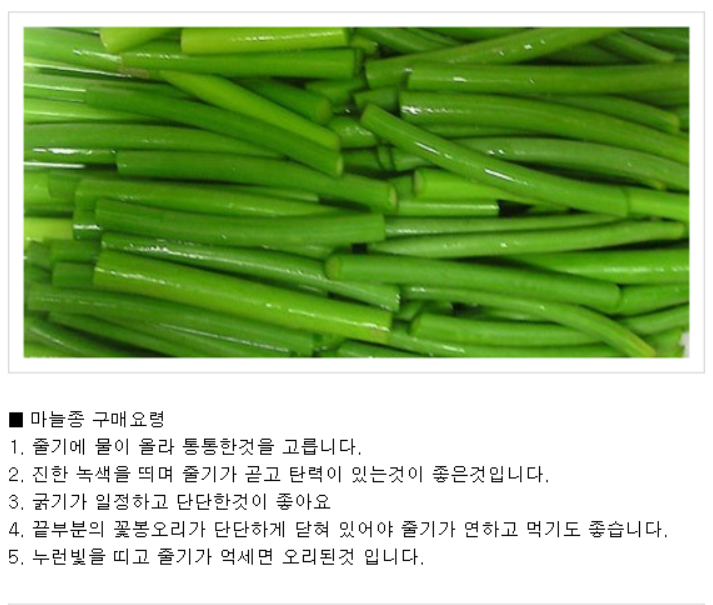 ■ 마늘종 구매요령
1. 줄기에 물이 올라 통통한것을 고릅니다.
2. 진한 녹색을 띄며 줄기가 곧고 탄력이 있는것이 좋은것입니다.
3. 굵기가 일정하고 단단한것이 좋아요
4. 끝부분의 꽃봉오리가 단단하게 닫혀 있어야 줄기가 연하고 먹기도 좋습니다.
5. 누런빛을 띠고 줄기가 억세면 오리된것 입니다.